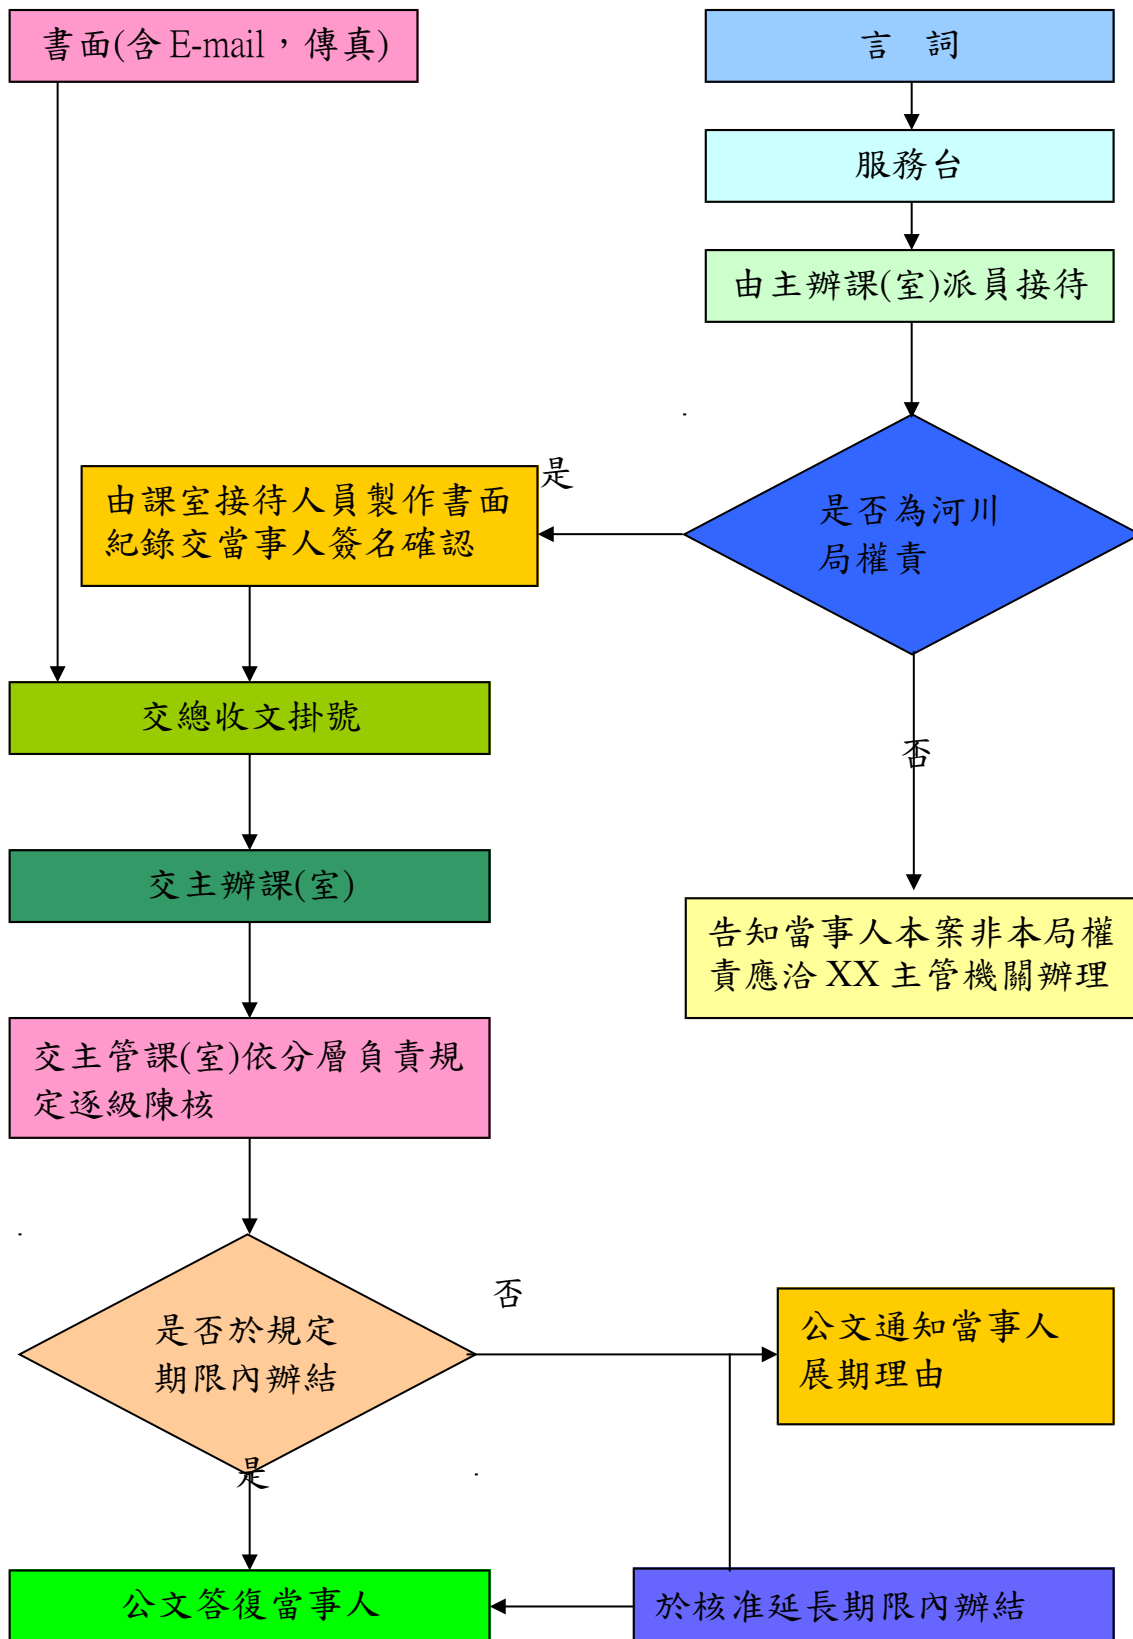 書面(含 E-mail，傳真)
言 詞
服務台
由主辦課(室)派員接待
是否為河川
局權責
是
由課室接待人員製作書面
紀錄交當事人簽名確認
否
告知當事人本案非本局權
責應洽 XX 主管機關辦理
交總收文掛號
交主辦課(室)
交主管課(室)依分層負責規
定逐級陳核
是否於規定
期限內辦結
否
公文通知當事人
展期理由
是
公文答復當事人
於核准延長期限內辦結